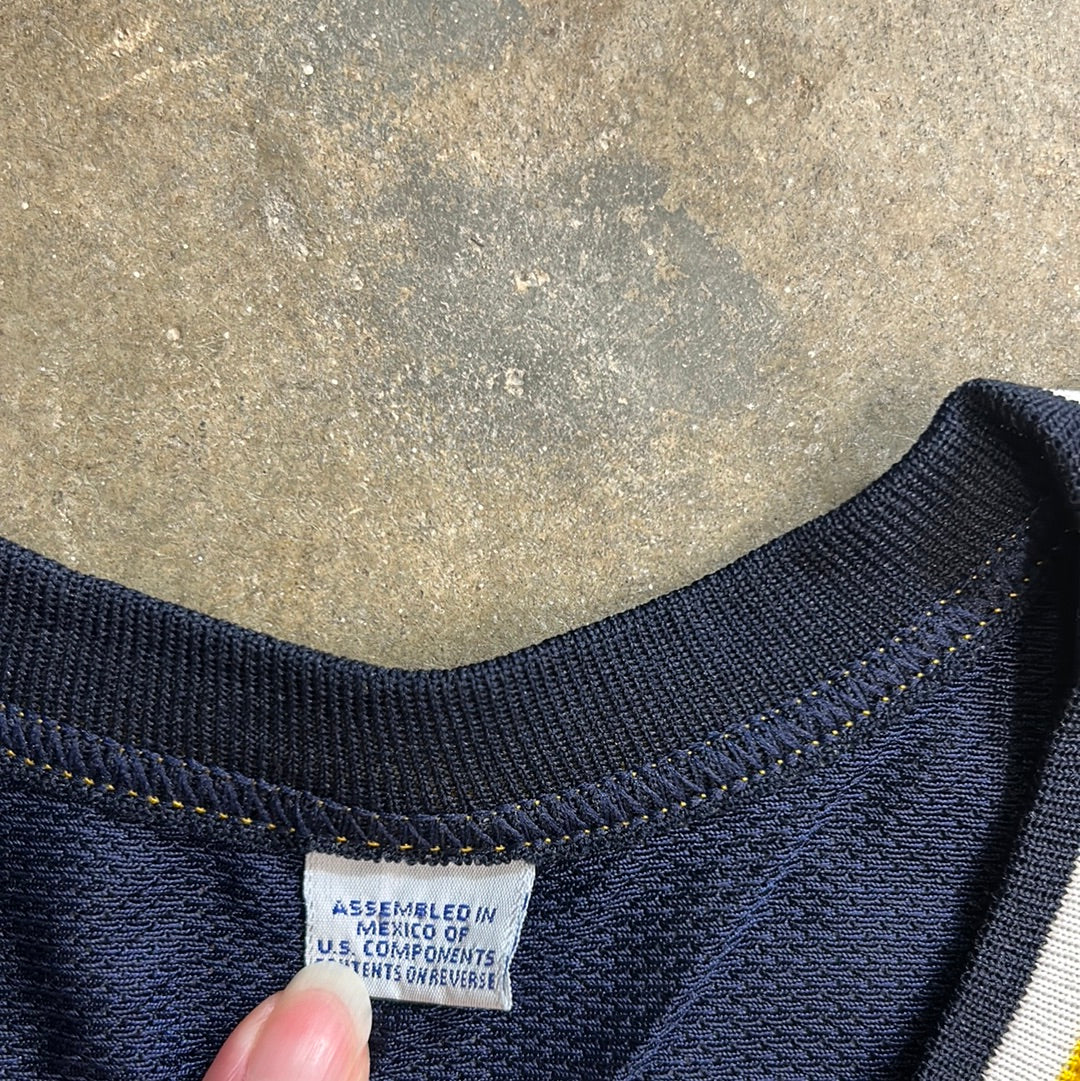 ASSEMBLED IN
MEXICO OF
U.S. COMPONENTS
CONTENTS ON REVERSE